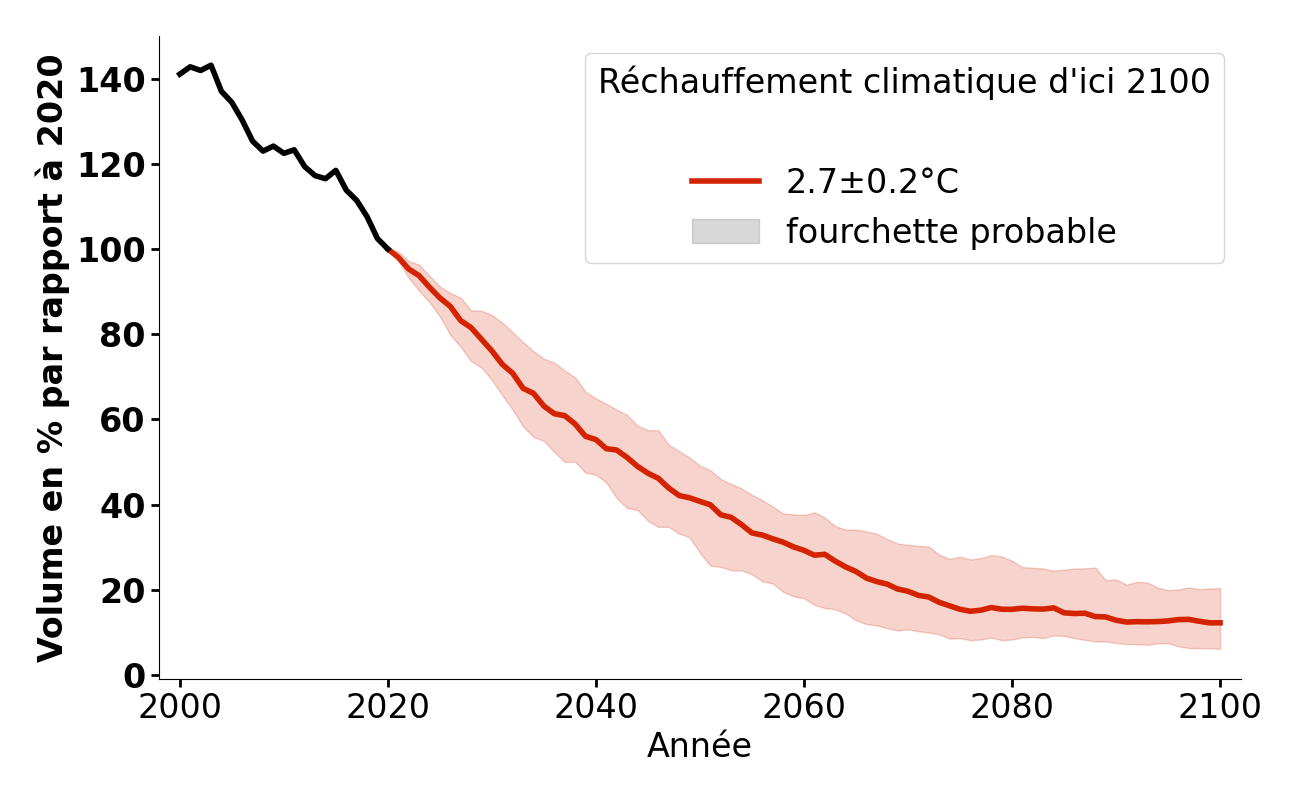 Volume en % par rapport à 2020
140
120
100
80
60
40
20
0
Réchauffement climatique d'ici 2100
2.7±0.2°C
fourchette probable
2000 2020 2040 2060 2080 2100
Année